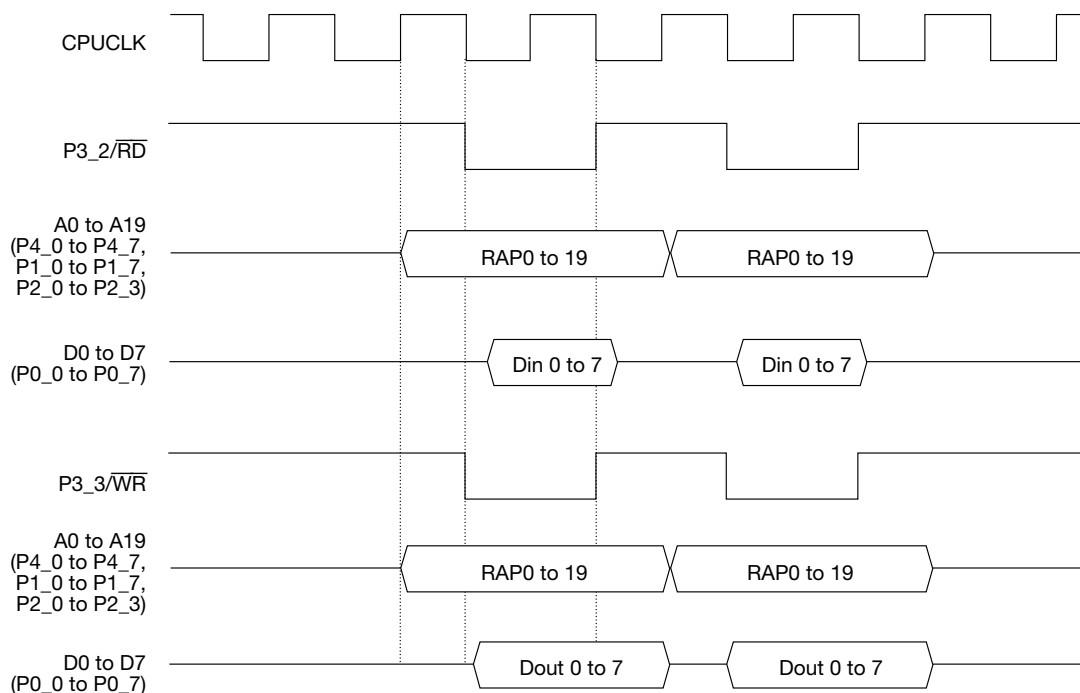 CPUCLK
P3_2/R̅D̅
A0 to A19
(P4_0 to P4_7,
P1_0 to P1_7,
P2_0 to P2_3)
RAP0 to 19
RAP0 to 19
D0 to D7
(P0_0 to P0_7)
Din 0 to 7
Din 0 to 7
P3_3/W̅R̅
A0 to A19
(P4_0 to P4_7,
P1_0 to P1_7,
P2_0 to P2_3)
RAP0 to 19
RAP0 to 19
D0 to D7
(P0_0 to P0_7)
Dout 0 to 7
Dout 0 to 7